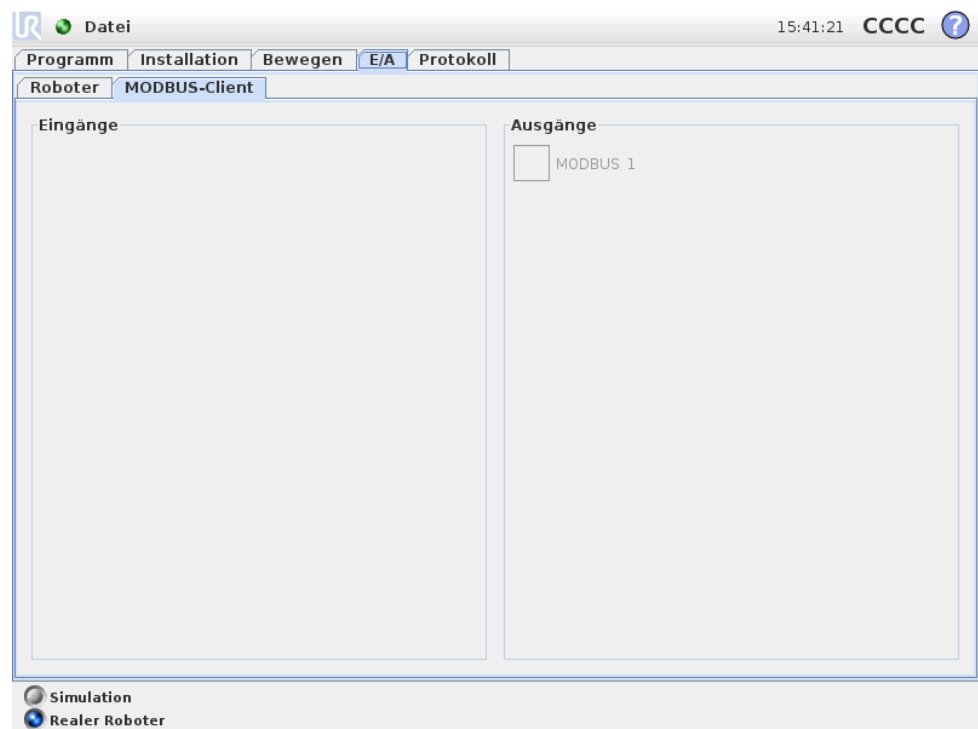 UR Datei 15:41:21 CCCC ?
Programm Installation Bewegen E/A Protokoll
Roboter MODBUS-Client
Eingänge Ausgänge
MODBUS 1
Simulation
Realer Roboter